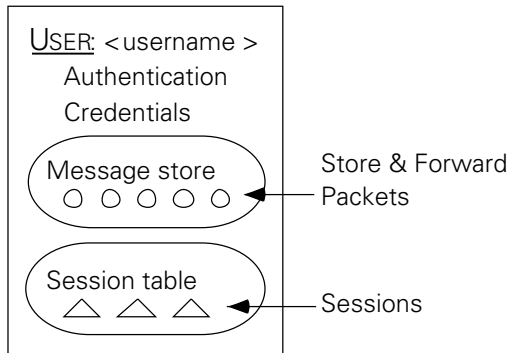 USER: <username >
Authentication
Credentials
Message store
Store & Forward
Packets
Session table
Sessions